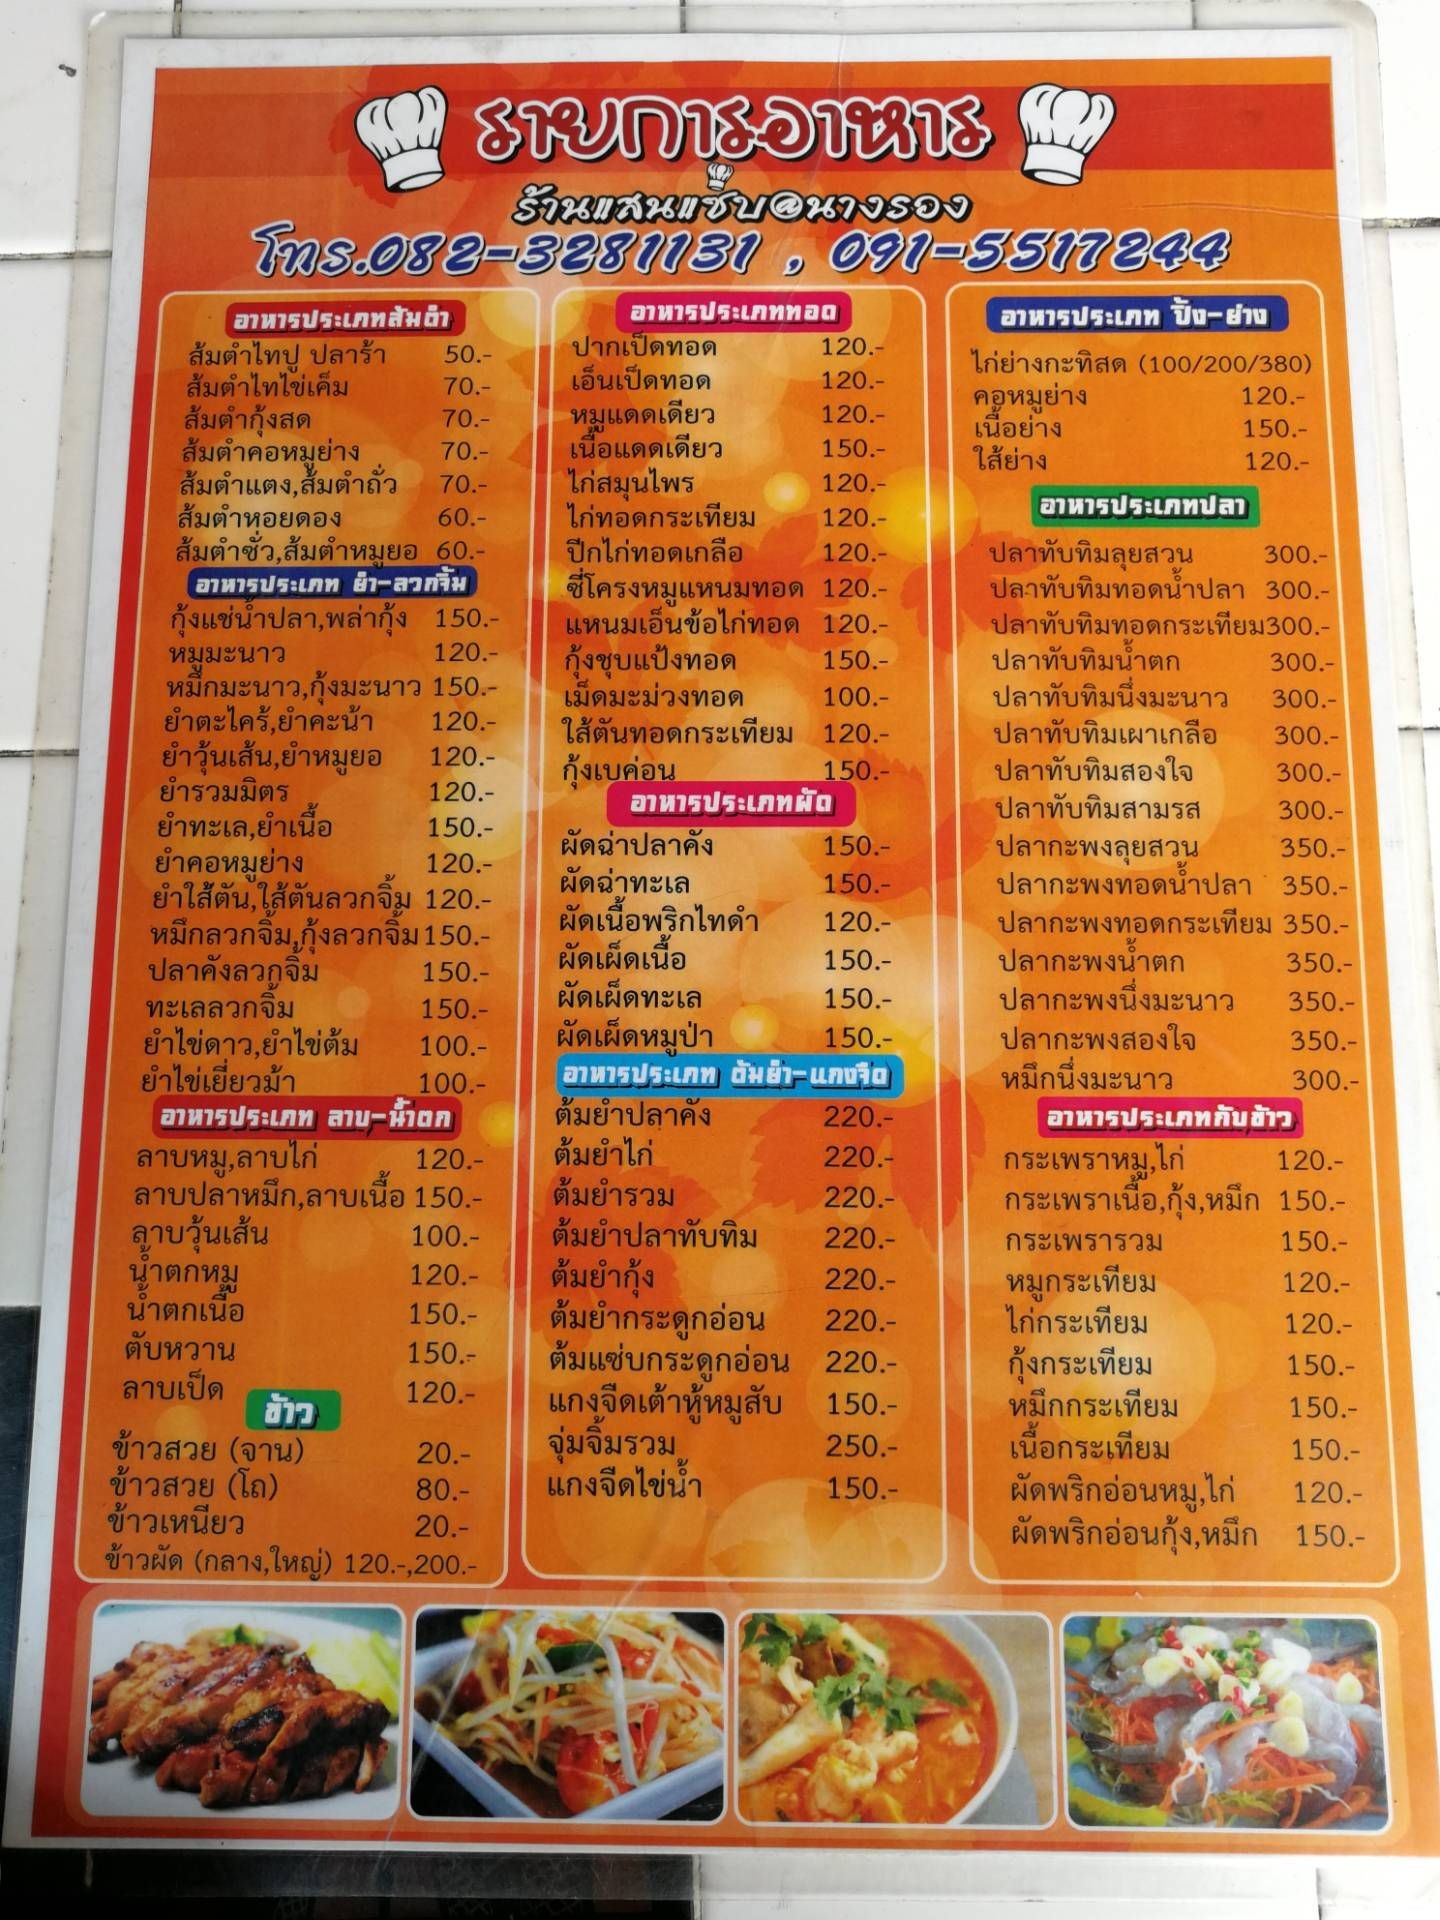 รายการอาหาร
ร้านแสนแซ่บ@นางรอง
โทร.082-3281131 , 091-5517244
อาหารประเภทส้มตำ
ส้มตำไทปู ปลาร้า 50.-
ส้มตำไทไข่เค็ม 70.-
ส้มตำกุ้งสด 70.-
ส้มตำคอหมูย่าง 70.-
ส้มตำแตง,ส้มตำถั่ว 70.-
ส้มตำหอยดอง 60.-
ส้มตำซั่ว,ส้มตำหมูยอ 60.-
อาหารประเภท ยำ-ลวกจิ้ม
กุ้งแช่น้ำปลา,พล่ากุ้ง 150.-
หมูมะนาว 120.-
หมึกมะนาว,กุ้งมะนาว 150.-
ยำตะไคร้,ยำคะน้า 120.-
ยำวุ้นเส้น,ยำหมูยอ 120.-
ยำรวมมิตร 120.-
ยำทะเล,ยำเนื้อ 150.-
ยำคอหมูย่าง 120.-
ยำใส้ตัน,ใส้ตันลวกจิ้ม 120.-
หมึกลวกจิ้ม,กุ้งลวกจิ้ม 150.-
ปลาคังลวกจิ้ม 150.-
ทะเลลวกจิ้ม 150.-
ยำไข่ดาว,ยำไข่ต้ม 100.-
ยำไข่เยี่ยวม้า 100.-
อาหารประเภท ลาบ-น้ำตก
ลาบหมู,ลาบไก่ 120.-
ลาบปลาหมึก,ลาบเนื้อ 150.-
ลาบวุ้นเส้น 100.-
น้ำตกหมู 120.-
น้ำตกเนื้อ 150.-
ตับหวาน 150.-
ลาบเป็ด 120.-
ข้าว
ข้าวสวย (จาน) 20.-
ข้าวสวย (โถ) 80.-
ข้าวเหนียว 20.-
ข้าวผัด (กลาง,ใหญ่) 120.-,200.-
อาหารประเภททอด
ปากเป็ดทอด 120.-
เอ็นเป็ดทอด 120.-
หมูแดดเดียว 120.-
เนื้อแดดเดียว 150.-
ไก่สมุนไพร 120.-
ไก่ทอดกระเทียม 120.-
ปีกไก่ทอดเกลือ 120.-
ซี่โครงหมูแหนมทอด 120.-
แหนมเอ็นข้อไก่ทอด 120.-
กุ้งชุบแป้งทอด 150.-
เม็ดมะม่วงทอด 100.-
ใส้ตันทอดกระเทียม 120.-
กุ้งเบค่อน 150.-
อาหารประเภทผัด
ผัดฉ่าปลาคัง 150.-
ผัดฉ่าทะเล 150.-
ผัดเนื้อพริกไทดำ 120.-
ผัดเผ็ดเนื้อ 150.-
ผัดเผ็ดทะเล 150.-
ผัดเผ็ดหมูป่า 150.-
อาหารประเภท ต้มยำ-แกงจืด
ต้มยำปลาคัง 220.-
ต้มยำไก่ 220.-
ต้มยำรวม 220.-
ต้มยำปลาทับทิม 220.-
ต้มยำกุ้ง 220.-
ต้มยำกระดูกอ่อน 220.-
ต้มแซ่บกระดูกอ่อน 220.-
แกงจืดเต้าหู้หมูสับ 150.-
จุ่มจิ้มรวม 250.-
แกงจืดไข่น้ำ 150.-
อาหารประเภท ปิ้ง-ย่าง
ไก่ย่างกะทิสด (100/200/380)
คอหมูย่าง 120.-
เนื้อย่าง 150.-
ใส้ย่าง 120.-
อาหารประเภทปลา
ปลาทับทิมลุยสวน 300.-
ปลาทับทิมทอดน้ำปลา 300.-
ปลาทับทิมทอดกระเทียม 300.-
ปลาทับทิมน้ำตก 300.-
ปลาทับทิมนึ่งมะนาว 300.-
ปลาทับทิมเผาเกลือ 300.-
ปลาทับทิมสองใจ 300.-
ปลาทับทิมสามรส 300.-
ปลากะพงลุยสวน 350.-
ปลากะพงทอดน้ำปลา 350.-
ปลากะพงทอดกระเทียม 350.-
ปลากะพงน้ำตก 350.-
ปลากะพงนึ่งมะนาว 350.-
ปลากะพงสองใจ 350.-
หมึกนึ่งมะนาว 300.-
อาหารประเภทกับข้าว
กระเพราหมู,ไก่ 120.-
กระเพราเนื้อ,กุ้ง,หมึก 150.-
กระเพรารวม 150.-
หมูกระเทียม 120.-
ไก่กระเทียม 120.-
กุ้งกระเทียม 150.-
หมึกกระเทียม 150.-
เนื้อกระเทียม 150.-
ผัดพริกอ่อนหมู,ไก่ 120.-
ผัดพริกอ่อนกุ้ง,หมึก 150.-